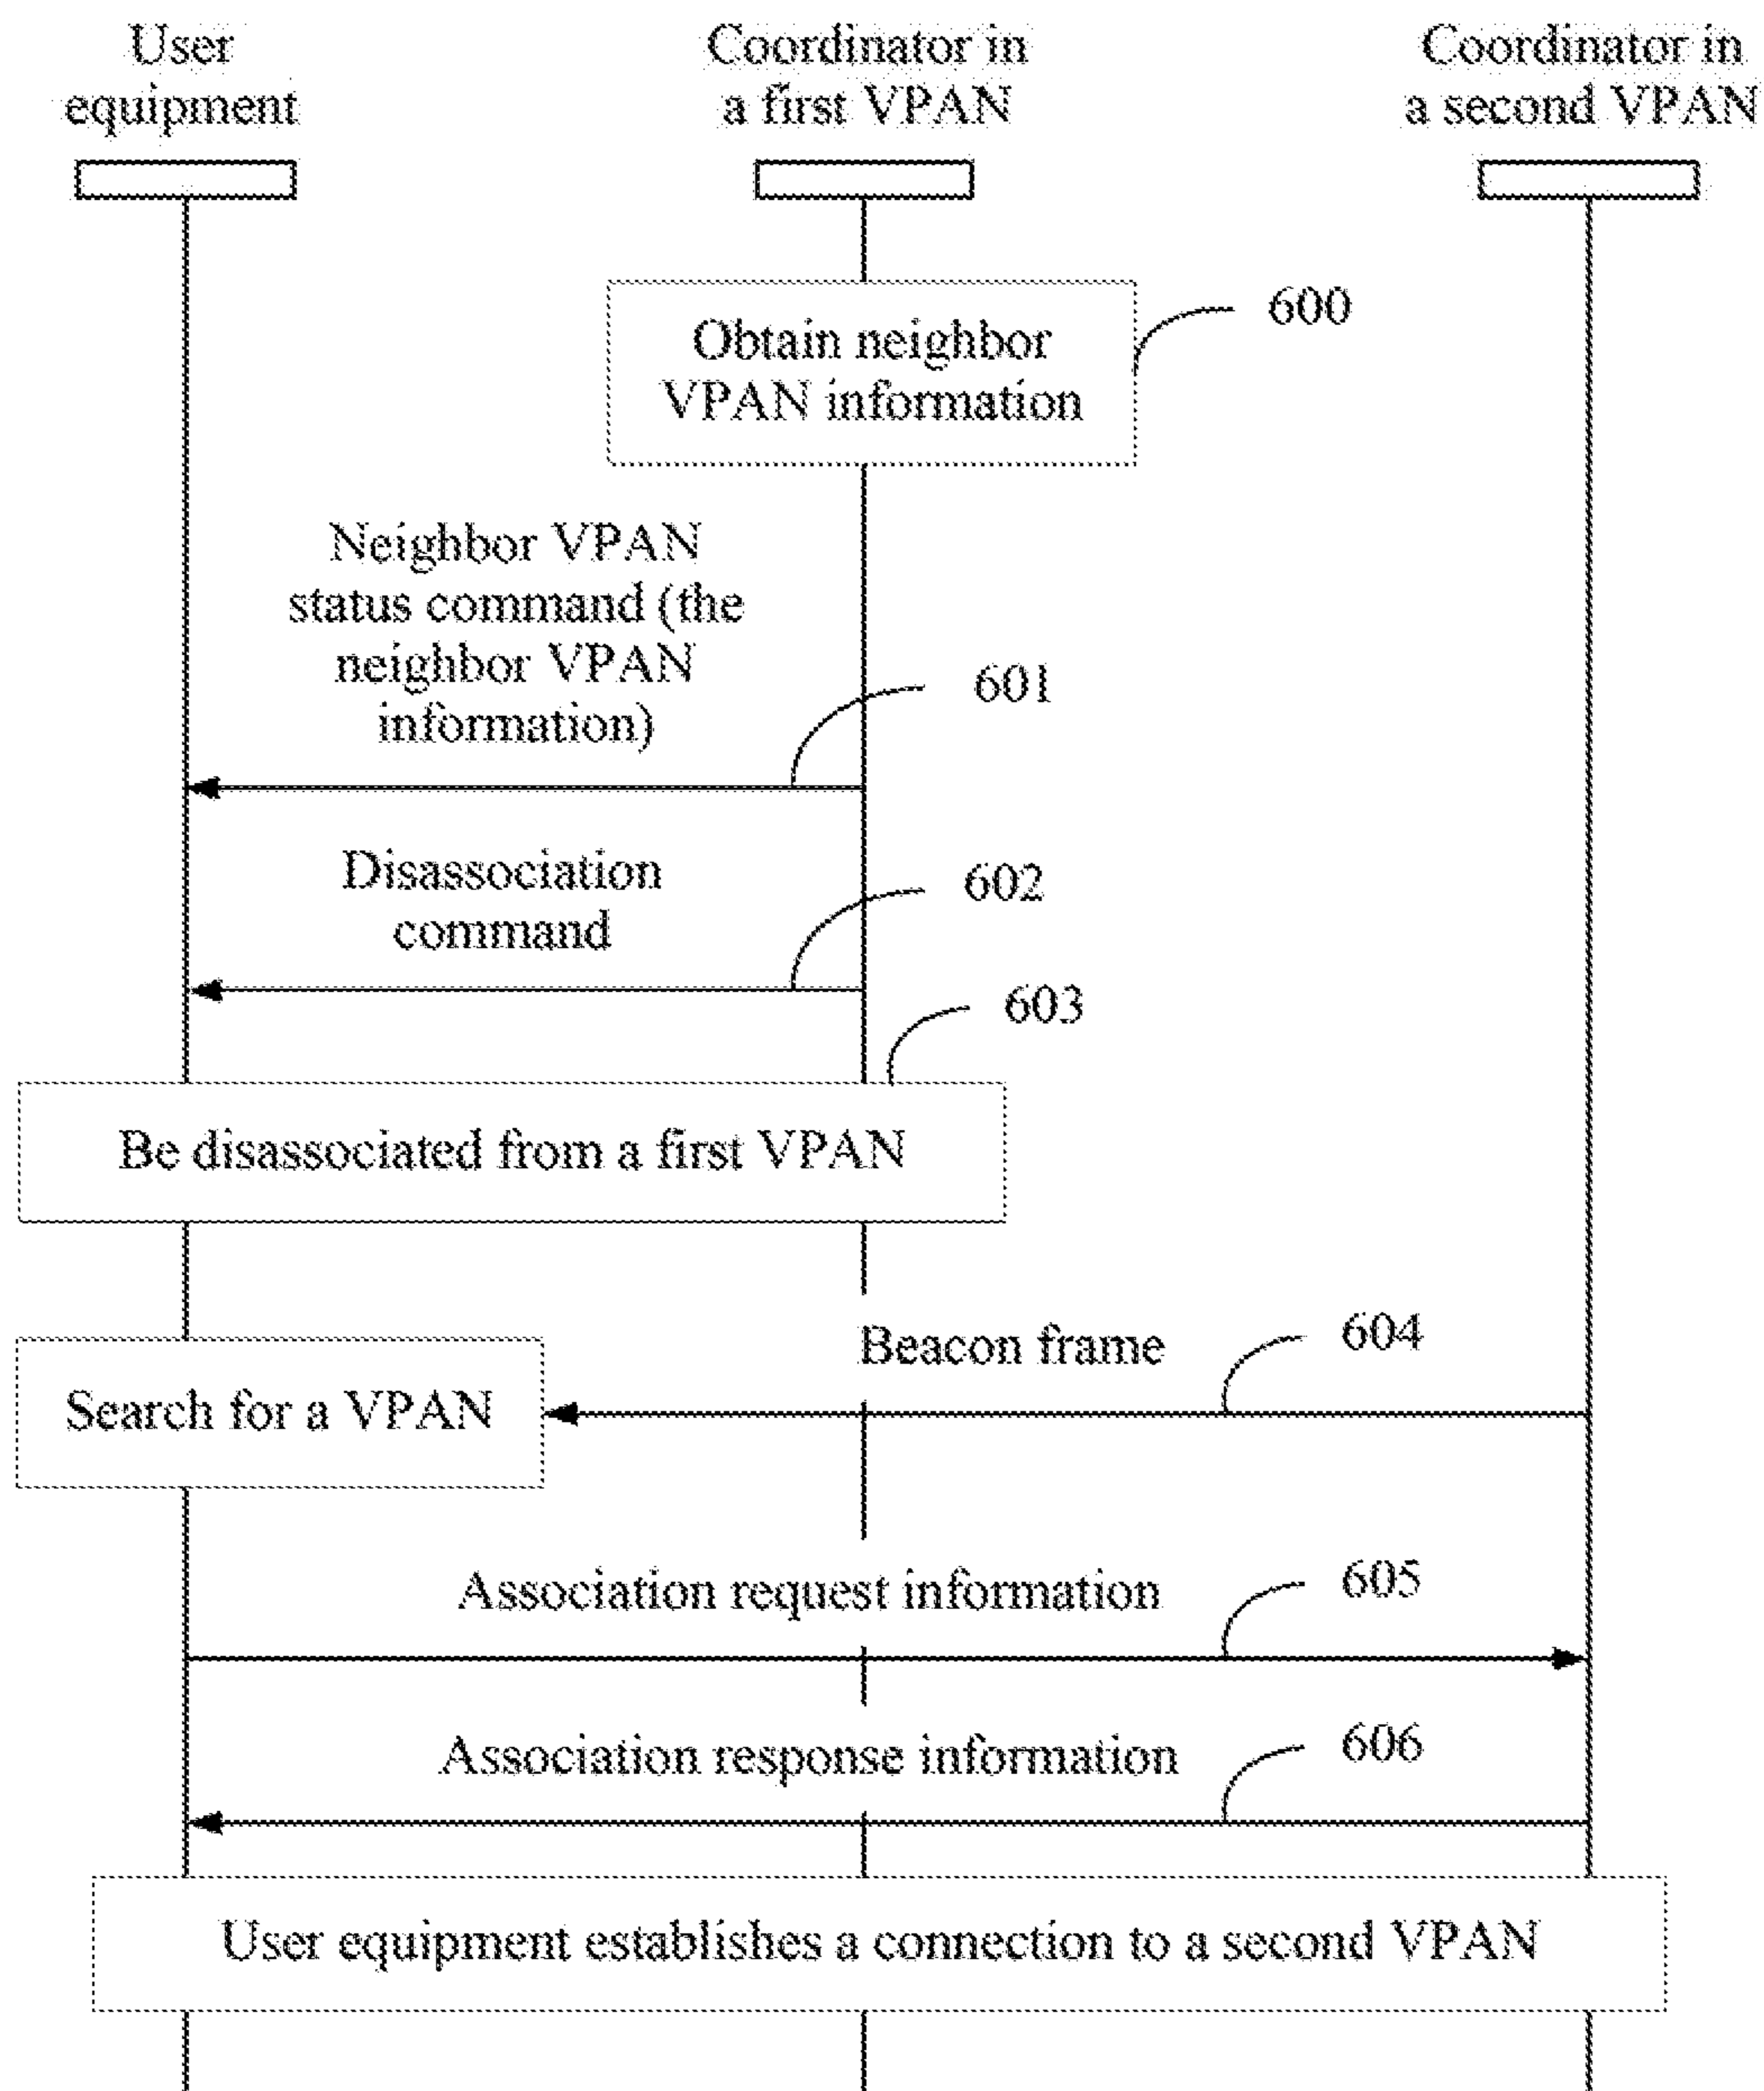 User
equipment
Coordinator in
a first VPAN
Coordinator in
a second VPAN
Obtain neighbor
VPAN information
600
Neighbor VPAN
status command (the
neighbor VPAN
information)
601
Disassociation
command
602
603
Be disassociated from a first VPAN
Beacon frame
604
Search for a VPAN
Association request information
605
Association response information
606
User equipment establishes a connection to a second VPAN